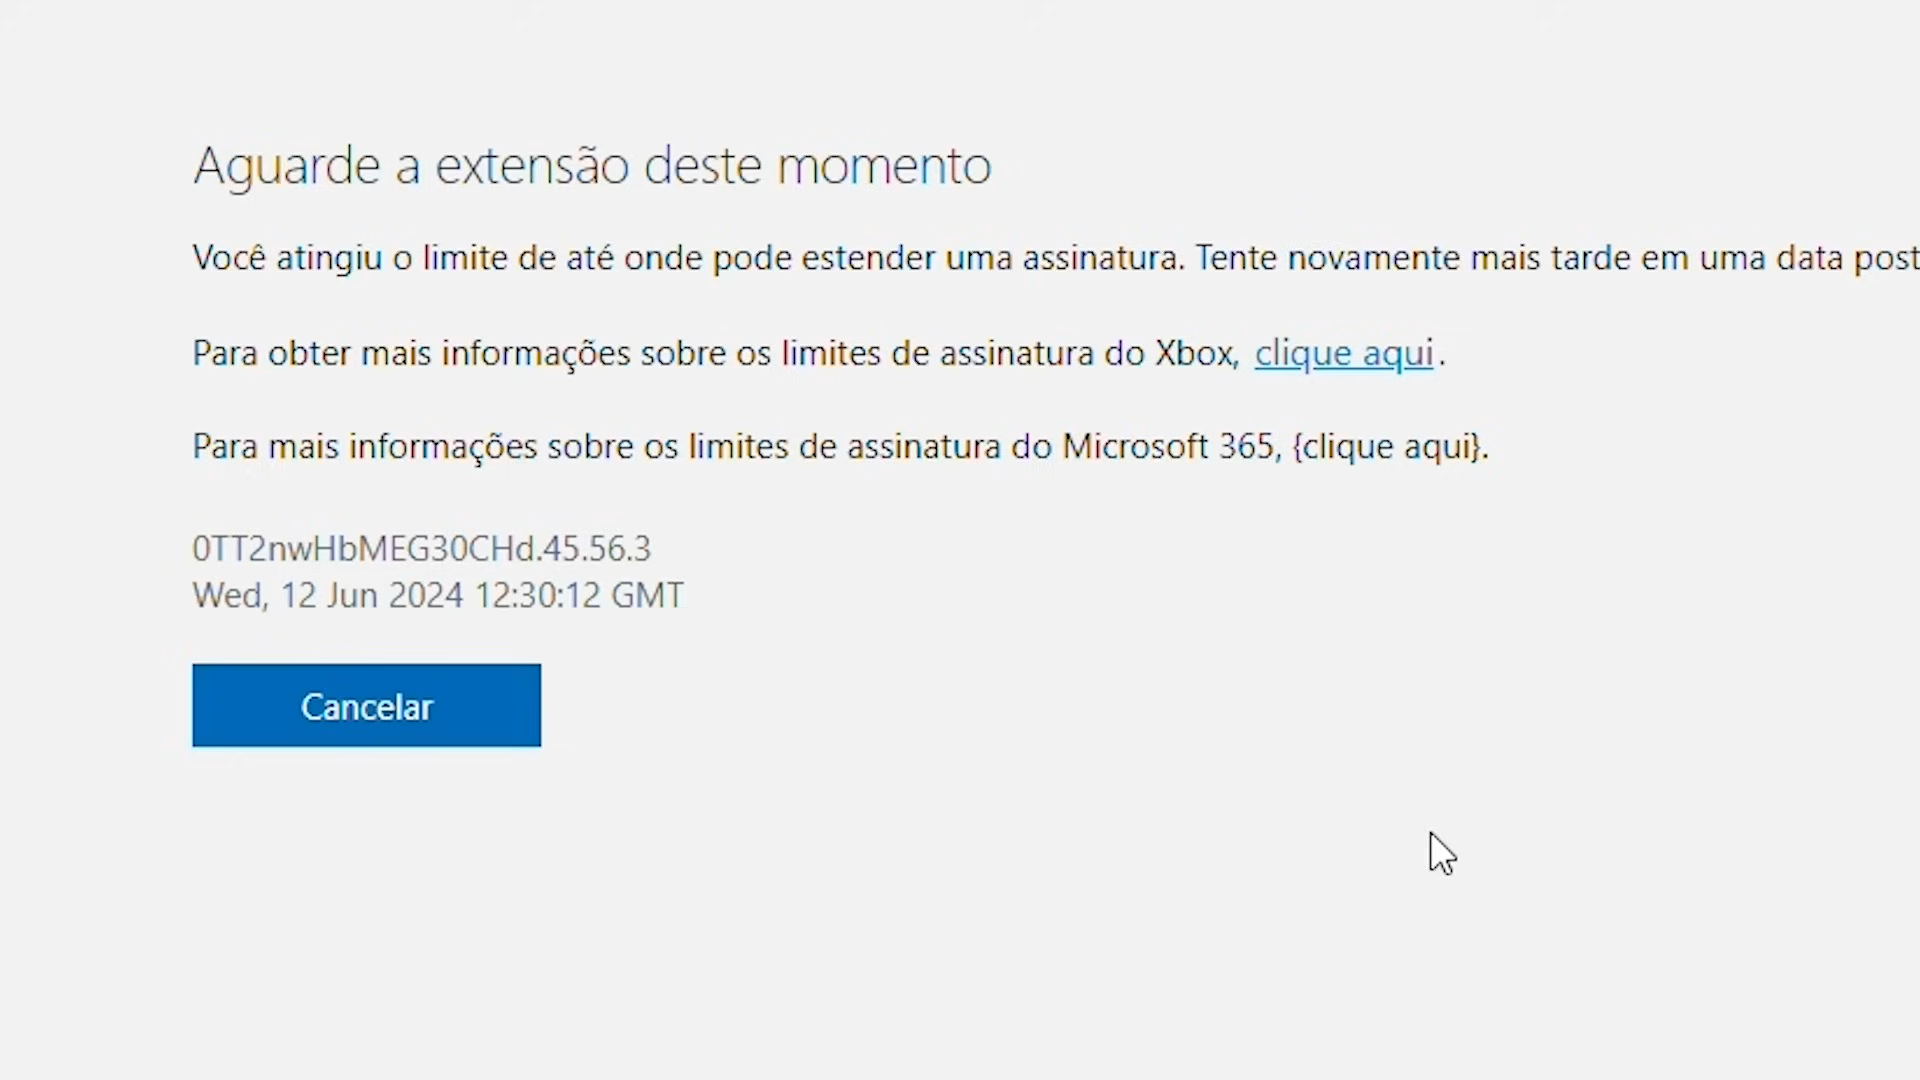 Aguarde a extensão deste momento
Você atingiu o limite de até onde pode estender uma assinatura. Tente novamente mais tarde em uma data post
Para obter mais informações sobre os limites de assinatura do Xbox, clique aqui.
Para mais informações sobre os limites de assinatura do Microsoft 365, {clique aqui}.
0TT2nwHbMEG30CHd.45.56.3
Wed, 12 Jun 2024 12:30:12 GMT
Cancelar